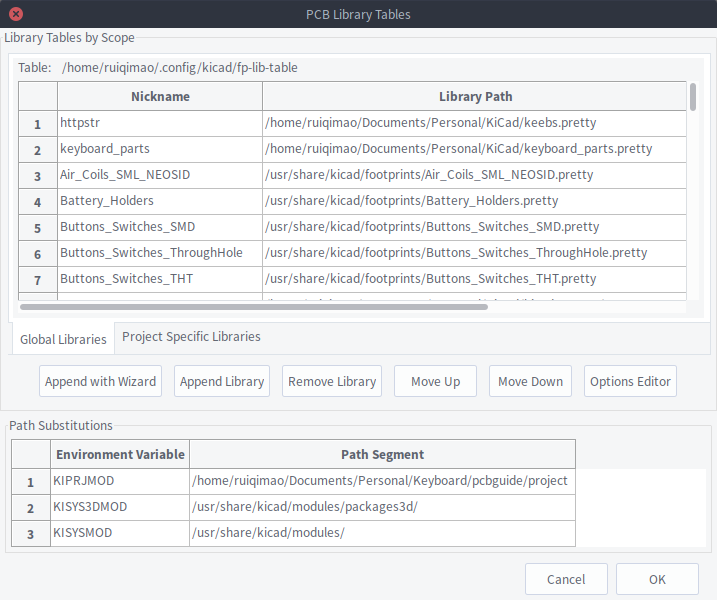 PCB Library Tables
Library Tables by Scope
Table: /home/ruiqimao/.config/kicad/fp-lib-table
Nickname Library Path
1 httpstr /home/ruiqimao/Documents/Personal/KiCad/keebs.pretty
2 keyboard_parts /home/ruiqimao/Documents/Personal/KiCad/keyboard_parts.pretty
3 Air_Coils_SML_NEOSID /usr/share/kicad/footprints/Air_Coils_SML_NEOSID.pretty
4 Battery_Holders /usr/share/kicad/footprints/Battery_Holders.pretty
5 Buttons_Switches_SMD /usr/share/kicad/footprints/Buttons_Switches_SMD.pretty
6 Buttons_Switches_ThroughHole /usr/share/kicad/footprints/Buttons_Switches_ThroughHole.pretty
7 Buttons_Switches_THT /usr/share/kicad/footprints/Buttons_Switches_THT.pretty
Global Libraries Project Specific Libraries
Append with Wizard Append Library Remove Library Move Up Move Down Options Editor
Path Substitutions
Environment Variable Path Segment
1 KIPRJMOD /home/ruiqimao/Documents/Personal/Keyboard/pcbguide/project
2 KISYS3DMOD /usr/share/kicad/modules/packages3d/
3 KISYSMOD /usr/share/kicad/modules/
Cancel OK